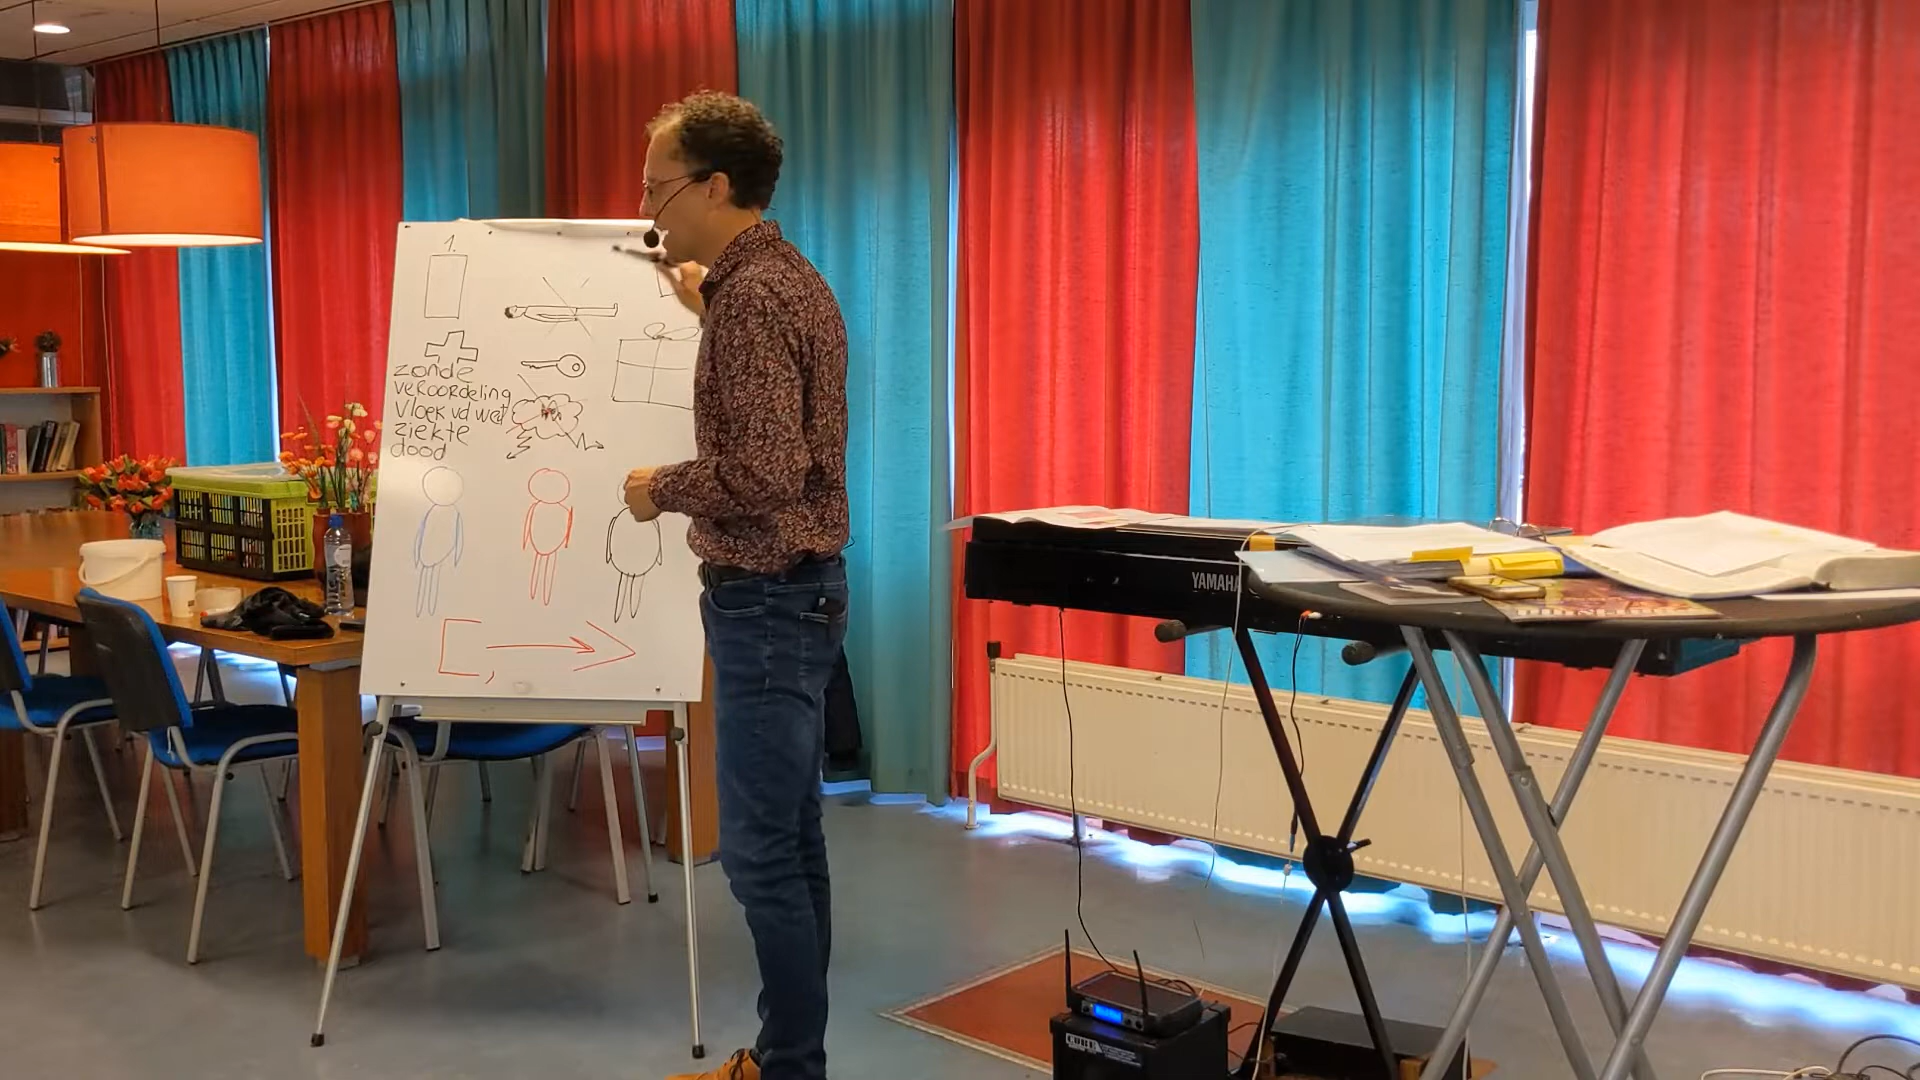 1.
zonde
veroordeling
vloek vd wet
ziekte
dood
YAMAHA